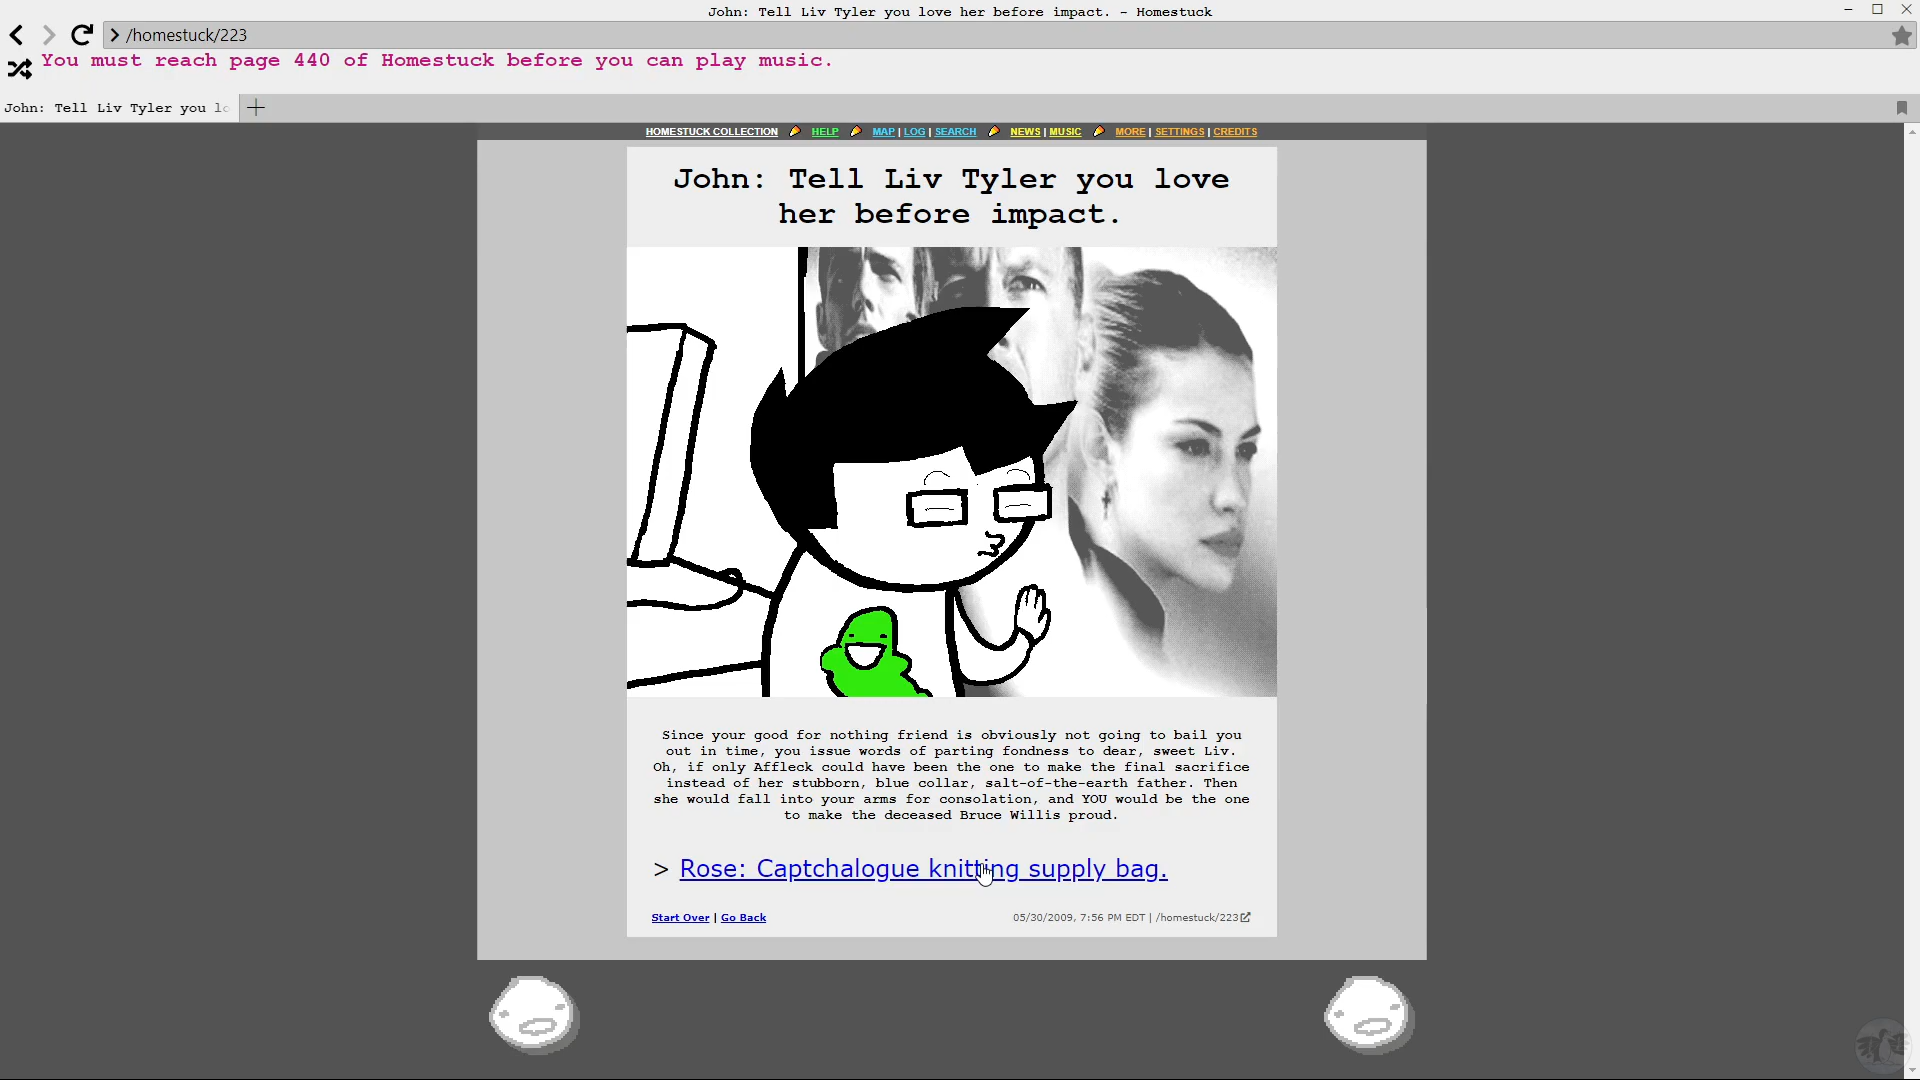 John: Tell Liv Tyler you love her before impact. - Homestuck
/homestuck/223
You must reach page 440 of Homestuck before you can play music.
John: Tell Liv Tyler you lo
HOMESTUCK COLLECTION HELP MAP | LOG | SEARCH NEWS | MUSIC MORE | SETTINGS | CREDITS
John: Tell Liv Tyler you love
her before impact.
Since your good for nothing friend is obviously not going to bail you
out in time, you issue words of parting fondness to dear, sweet Liv.
Oh, if only Affleck could have been the one to make the final sacrifice
instead of her stubborn, blue collar, salt-of-the-earth father. Then
she would fall into your arms for consolation, and YOU would be the one
to make the deceased Bruce Willis proud.
> Rose: Captchalogue knitting supply bag.
Start Over | Go Back 05/30/2009, 7:56 PM EDT | /homestuck/223